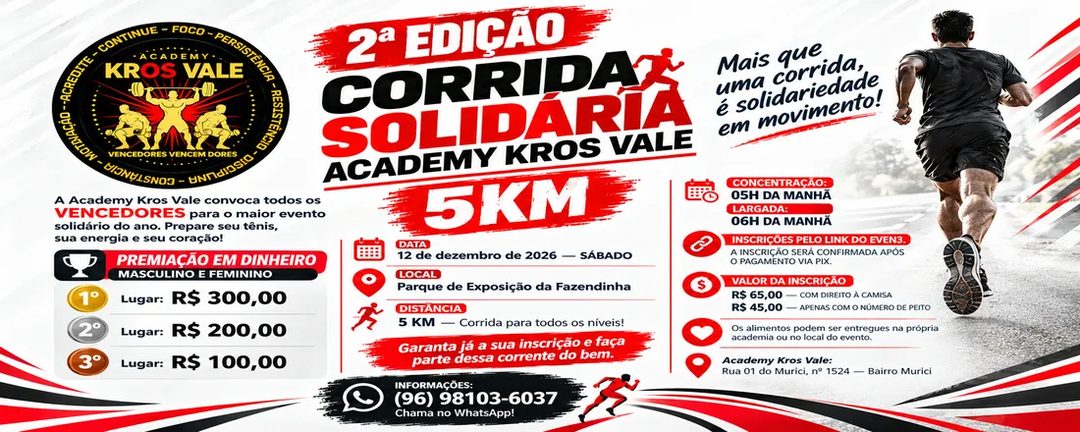 ACREDITE - CONTINUE - FOCO - PERSISTÊNCIA - RESISTÊNCIO - DISCIPLINA - CONSTÂNCIA - MOTIVAÇÃO
ACADEMY
KROS VALE
VENCEDORES VENCEM DORES
A Academy Kros Vale convoca todos os
VENCEDORES para o maior evento
solidário do ano. Prepare seu tênis,
sua energia e seu coração!
PREMIAÇÃO EM DINHEIRO
MASCULINO E FEMININO
1º Lugar: R$ 300,00
2º Lugar: R$ 200,00
3º Lugar: R$ 100,00
2ª EDIÇÃO
CORRIDA
SOLIDÁRIA
ACADEMY KROS VALE
5KM
DATA
12 de dezembro de 2026 — SÁBADO
LOCAL
Parque de Exposição da Fazendinha
DISTÂNCIA
5 KM — Corrida para todos os níveis!
Garanta já a sua inscrição e faça
parte dessa corrente do bem.
INFORMAÇÕES:
(96) 98103-6037
Chama no WhatsApp!
Mais que
uma corrida,
é solidariedade
em movimento!
CONCENTRAÇÃO:
05H DA MANHÃ
LARGADA:
06H DA MANHÃ
INSCRIÇÕES PELO LINK DO EVEN3.
A INSCRIÇÃO SERÁ CONFIRMADA APÓS
O PAGAMENTO VIA PIX.
$
VALOR DA INSCRIÇÃO
R$ 65,00 — COM DIREITO À CAMISA
R$ 45,00 — APENAS COM O NÚMERO DE PEITO
Os alimentos podem ser entregues na própria
academia ou no local do evento.
Academy Kros Vale:
Rua 01 do Murici, nº 1524 — Bairro Murici